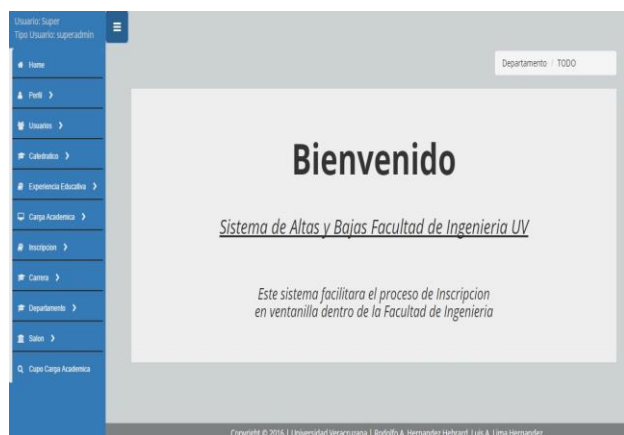 Usuario: Super
Tipo Usuario: superadmin
Home
Perfil
Usuarios
Catedratico
Experiencia Educativa
Carga Academica
Inscripcion
Carrera
Departamento
Salon
Cupo Carga Academica
Departamento / TODO
Bienvenido
Sistema de Altas y Bajas Facultad de Ingenieria UV
Este sistema facilitara el proceso de Inscripcion
en ventanilla dentro de la Facultad de Ingenieria
Copyright © 2016 | Universidad Veracruzana | Rodolfo A. Hernandez Hebrard, Luis A. Lima Hernandez